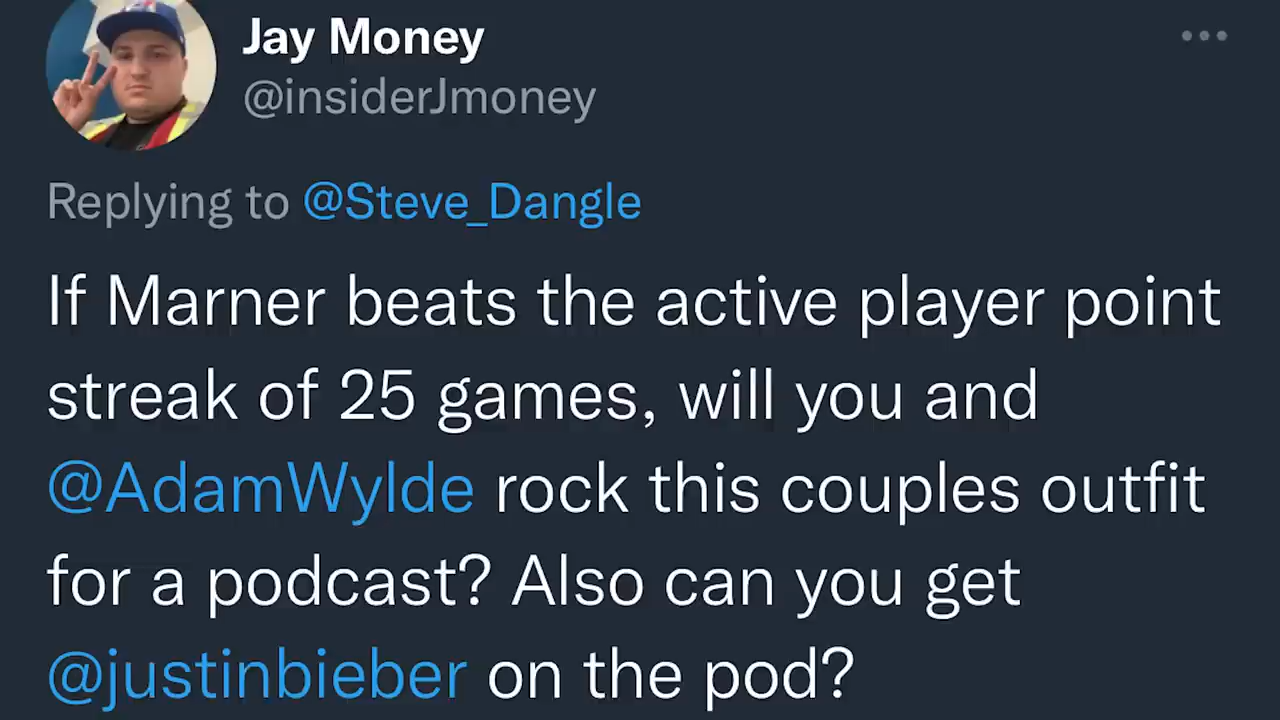 Jay Money
@insiderJmoney
Replying to @Steve_Dangle
If Marner beats the active player point
streak of 25 games, will you and
@AdamWylde rock this couples outfit
for a podcast? Also can you get
@justinbieber on the pod?